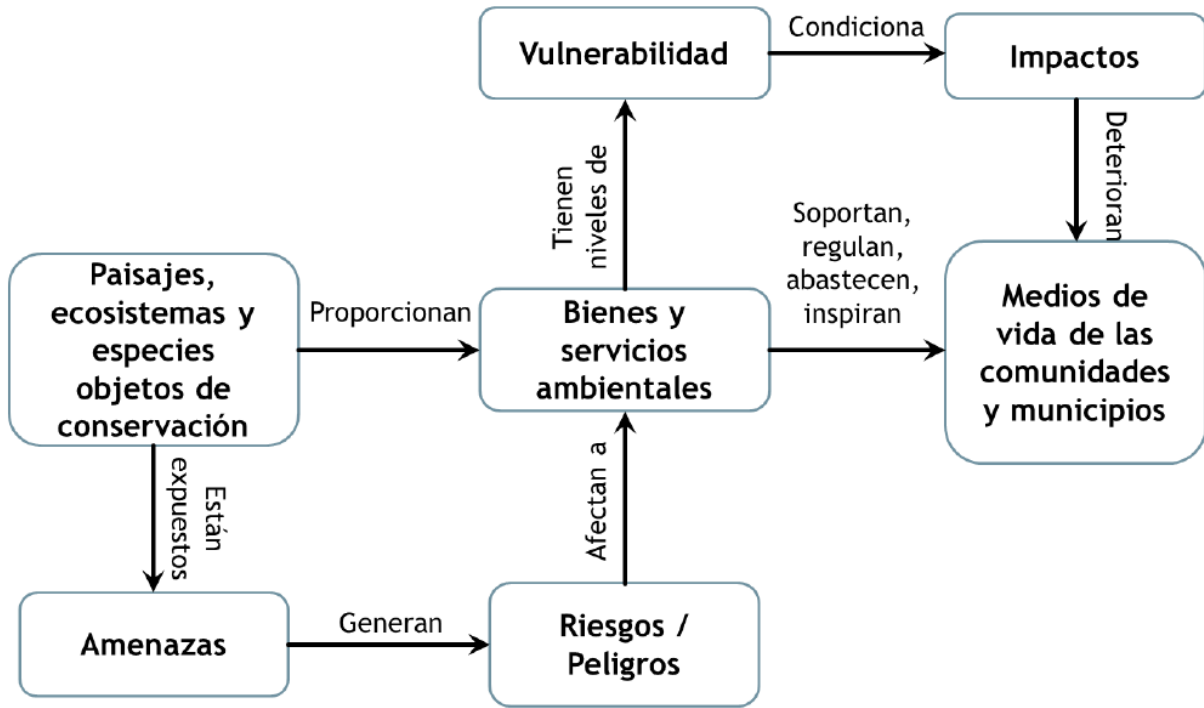 Vulnerabilidad
Condiciona
Impactos
Tienen
niveles de
Deterioran
Soportan,
regulan,
abastecen,
inspiran
Paisajes,
ecosistemas y
especies
objetos de
conservación
Proporcionan
Bienes y
servicios
ambientales
Medios de
vida de las
comunidades
y municipios
Están
expuestos
Afectan a
Amenazas
Generan
Riesgos /
Peligros